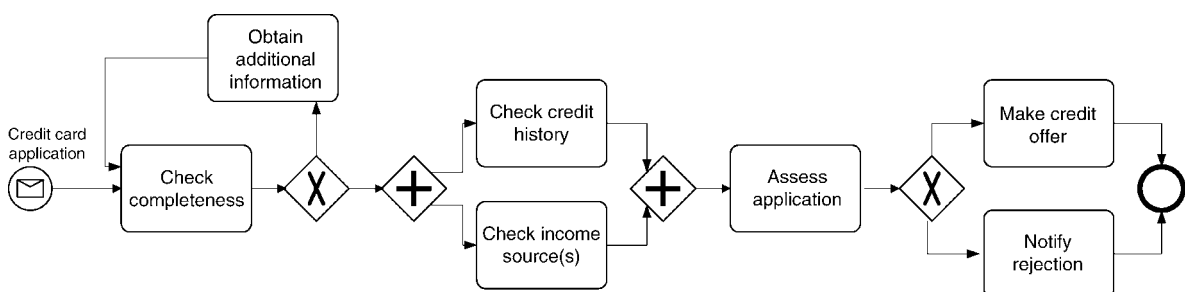 Obtain
additional
information
Credit card
application
Check
completeness
Check credit
history
Check income
source(s)
Assess
application
Make credit
offer
Notify
rejection